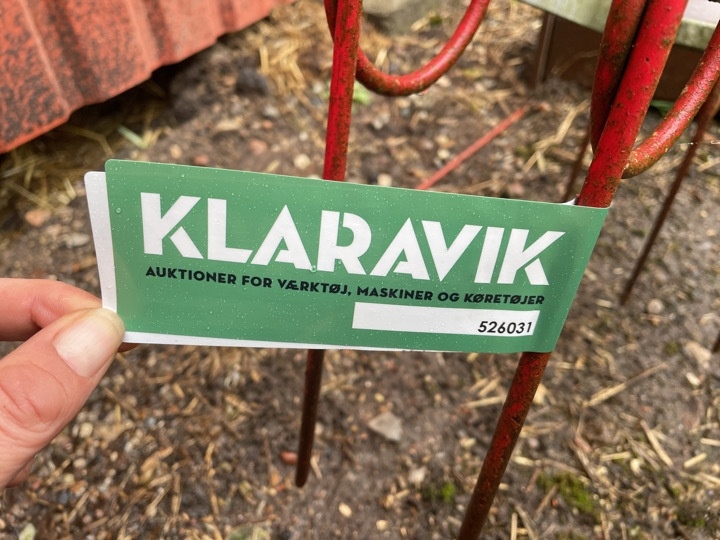 KLARAVIK
AUKTIONER FOR VÆRKTØJ, MASKINER OG KØRETØJER
526031